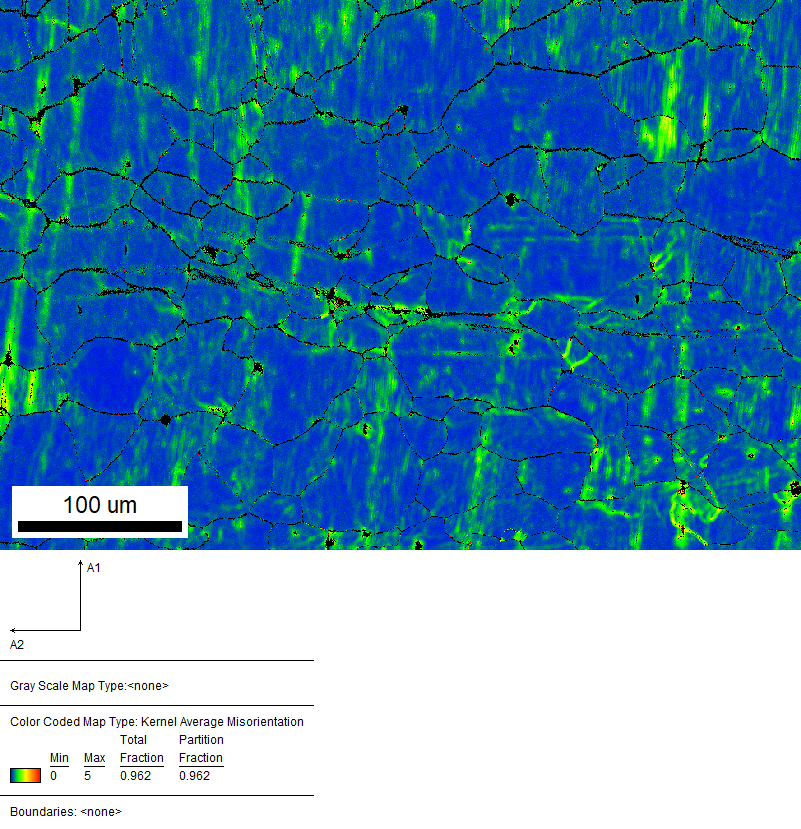 100 um
A1
A2
Gray Scale Map Type:<none>
Color Coded Map Type: Kernel Average Misorientation
Total Partition
Min Max Fraction Fraction
0 5 0.962 0.962
Boundaries: <none>